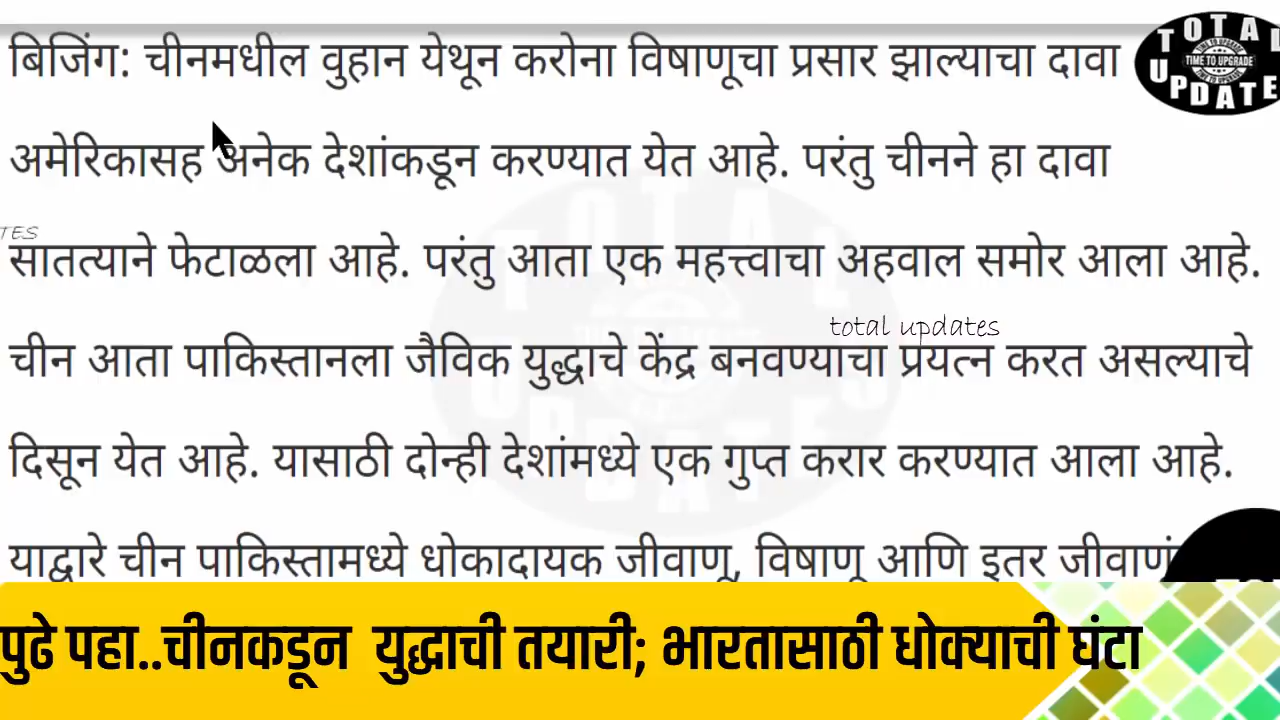 बिजिंग: चीनमधील वुहान येथून करोना विषाणूचा प्रसार झाल्याचा दावा
TOTAL
TIME TO UPGRADE
UPDATE
अमेरिकासह अनेक देशांकडून करण्यात येत आहे. परंतु चीनने हा दावा
TES
सातत्याने फेटाळला आहे. परंतु आता एक महत्त्वाचा अहवाल समोर आला आहे.
total updates
चीन आता पाकिस्तानला जैविक युद्धाचे केंद्र बनवण्याचा प्रयत्न करत असल्याचे
दिसून येत आहे. यासाठी दोन्ही देशांमध्ये एक गुप्त करार करण्यात आला आहे.
याद्वारे चीन पाकिस्तामध्ये धोकादायक जीवाणू, विषाणू आणि इतर
पुढे पहा..चीनकडून युद्धाची तयारी; भारतासाठी धोक्याची घंटा